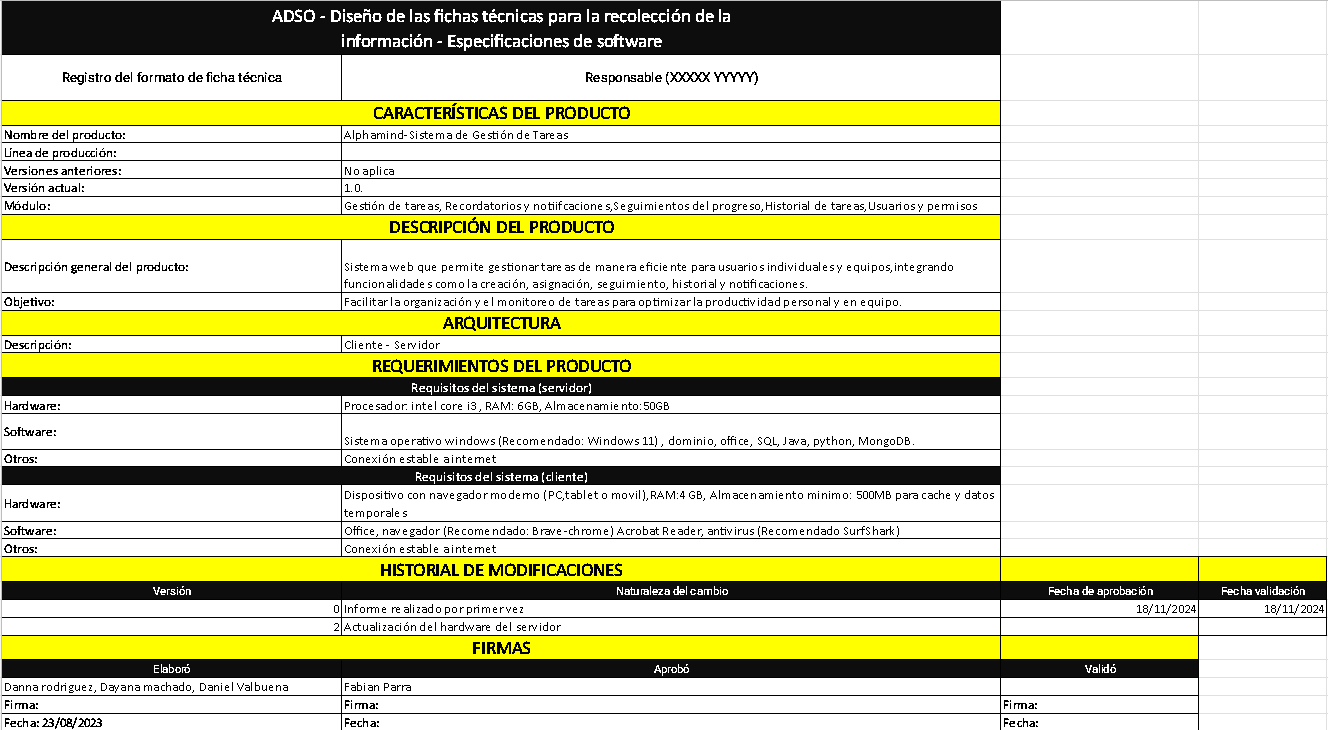 ADSO - Diseño de las fichas técnicas para la recolección de la
información - Especificaciones de software
Registro del formato de ficha técnica Responsable (XXXXX YYYYY)
CARACTERÍSTICAS DEL PRODUCTO
Nombre del producto: Alphamind-Sistema de Gestión de Tareas
Línea de producción:
Versiones anteriores: No aplica
Versión actual: 1.0.
Módulo: Gestión de tareas, Recordatorios y notiifcaciones,Seguimientos del progreso,Historial de tareas,Usuarios y permisos
DESCRIPCIÓN DEL PRODUCTO
Descripción general del producto: Sistema web que permite gestionar tareas de manera eficiente para usuarios individuales y equipos,integrando
funcionalidades como la creación, asignación, seguimiento, historial y notificaciones.
Objetivo: Facilitar la organización y el monitoreo de tareas para optimizar la productividad personal y en equipo.
ARQUITECTURA
Descripción: Cliente - Servidor
REQUERIMIENTOS DEL PRODUCTO
Requisitos del sistema (servidor)
Hardware: Procesador: intel core i3 , RAM: 6GB, Almacenamiento:50GB
Software: Sistema operativo windows (Recomendado: Windows 11) , dominio, office, SQL, Java, python, MongoDB.
Otros: Conexión estable a internet
Requisitos del sistema (cliente)
Hardware: Dispositivo con navegador moderno (PC,tablet o movil),RAM:4 GB, Almacenamiento minimo: 500MB para cache y datos
temporales
Software: Office, navegador (Recomendado: Brave-chrome) Acrobat Reader, antivirus (Recomendado SurfShark)
Otros: Conexión estable a internet
HISTORIAL DE MODIFICACIONES
Versión Naturaleza del cambio Fecha de aprobación Fecha validación
0 Informe realizado por primer vez 18/11/2024 18/11/2024
2 Actualización del hardware del servidor
FIRMAS
Elaboró Aprobó Validó
Danna rodriguez, Dayana machado, Daniel Valbuena Fabian Parra
Firma: Firma: Firma:
Fecha: 23/08/2023 Fecha: Fecha: